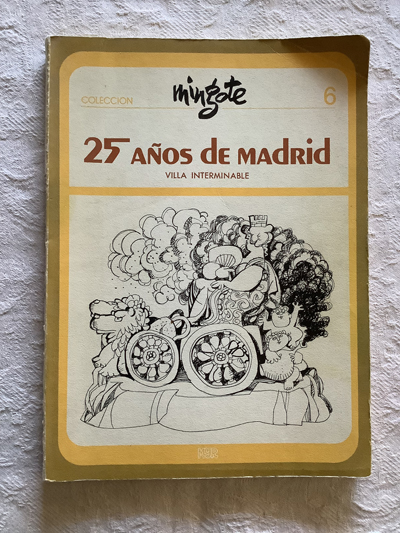 mingote
COLECCION
6
25 AÑOS DE MADRID
VILLA INTERMINABLE